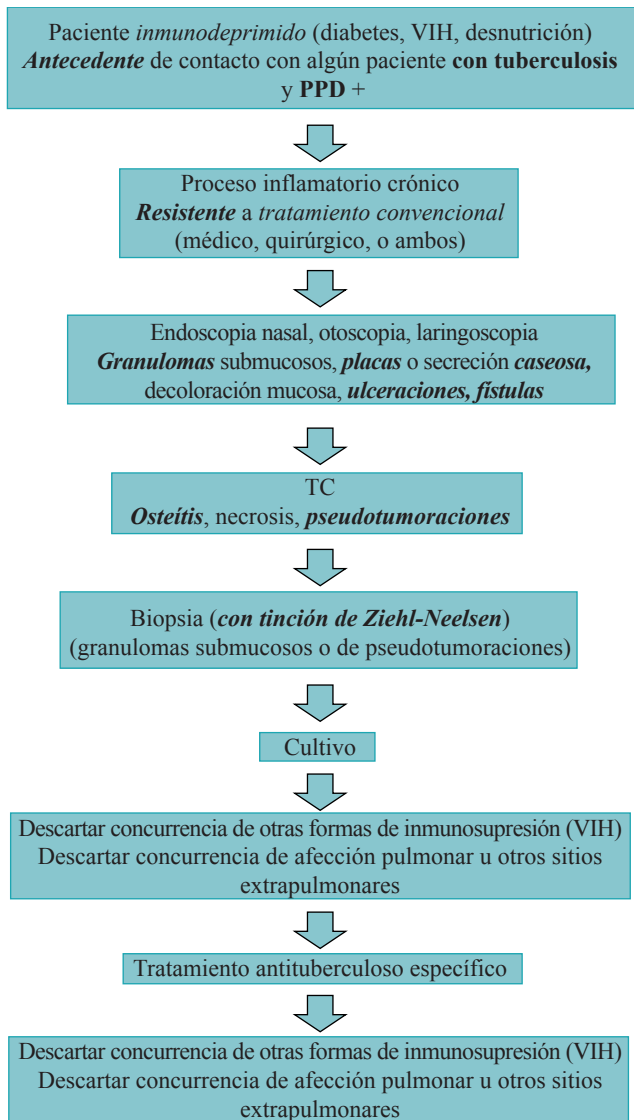 Paciente inmunodeprimido (diabetes, VIH, desnutrición)
Antecedente de contacto con algún paciente con tuberculosis
y PPD +
Proceso inflamatorio crónico
Resistente a tratamiento convencional
(médico, quirúrgico, o ambos)
Endoscopia nasal, otoscopia, laringoscopia
Granulomas submucosos, placas o secreción caseosa,
decoloración mucosa, ulceraciones, fístulas
TC
Osteítis, necrosis, pseudotumoraciones
Biopsia (con tinción de Ziehl-Neelsen)
(granulomas submucosos o de pseudotumoraciones)
Cultivo
Descartar concurrencia de otras formas de inmunosupresión (VIH)
Descartar concurrencia de afección pulmonar u otros sitios
extrapulmonares
Tratamiento antituberculoso específico
Descartar concurrencia de otras formas de inmunosupresión (VIH)
Descartar concurrencia de afección pulmonar u otros sitios
extrapulmonares